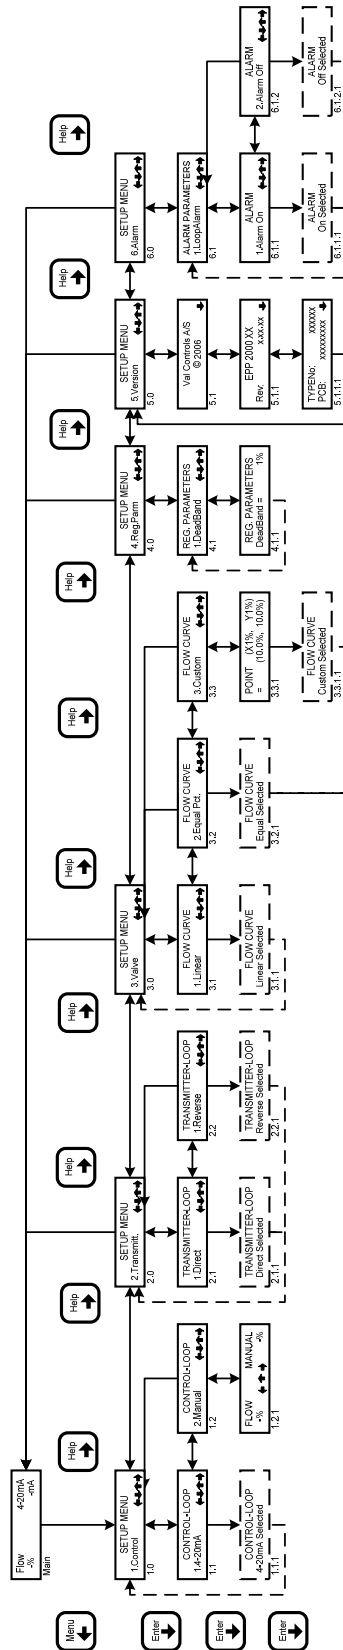 Menu
Enter
Enter
Enter
Flow 4-20mA
-% -mA
Main
Help
Help
Help
Help
Help
Help
Help
Help
Help
Help
SETUP MENU
1.Control
1.0
SETUP MENU
2.Transmitt.
2.0
SETUP MENU
3.Valve
3.0
SETUP MENU
4.Reg.Parm
4.0
SETUP MENU
5.Version
5.0
SETUP MENU
6.Alarm
6.0
CONTROL-LOOP
1.4-20mA
1.1
CONTROL-LOOP
2.Manual
1.2
TRANSMITTER-LOOP
1.Direct
2.1
TRANSMITTER-LOOP
1.Reverse
2.2
FLOW CURVE
1.Linear
3.1
FLOW CURVE
2.Equal Pct.
3.2
FLOW CURVE
3.Custom
3.3
REG. PARAMETERS
1.DeadBand
4.1
Val Controls A/S
© 2006
5.1
ALARM PARAMETERS
1.LoopAlarm
6.1
CONTROL-LOOP
4-20mA Selected
1.1.1
FLOW MANUAL
-% -%
1.2.1
TRANSMITTER-LOOP
Direct Selected
2.1.1
TRANSMITTER-LOOP
Reverse Selected
2.2.1
FLOW CURVE
Linear Selected
3.1.1
FLOW CURVE
Equal Selected
3.2.1
POINT (X1%, Y1%)
= (10.0%, 10.0%)
3.3.1
FLOW CURVE
Custom Selected
3.3.1.1
REG. PARAMETERS
DeadBand = 1%
4.1.1
EPP 2000 XX
Rev. x-xx-xx
5.1.1
TYPENo: xxxxxx
PCB: xxxxxxxxx
5.1.1.1
ALARM
1.Alarm On
6.1.1
ALARM
2.Alarm Off
6.1.2
ALARM
On Selected
6.1.1.1
ALARM
Off Selected
6.1.2.1